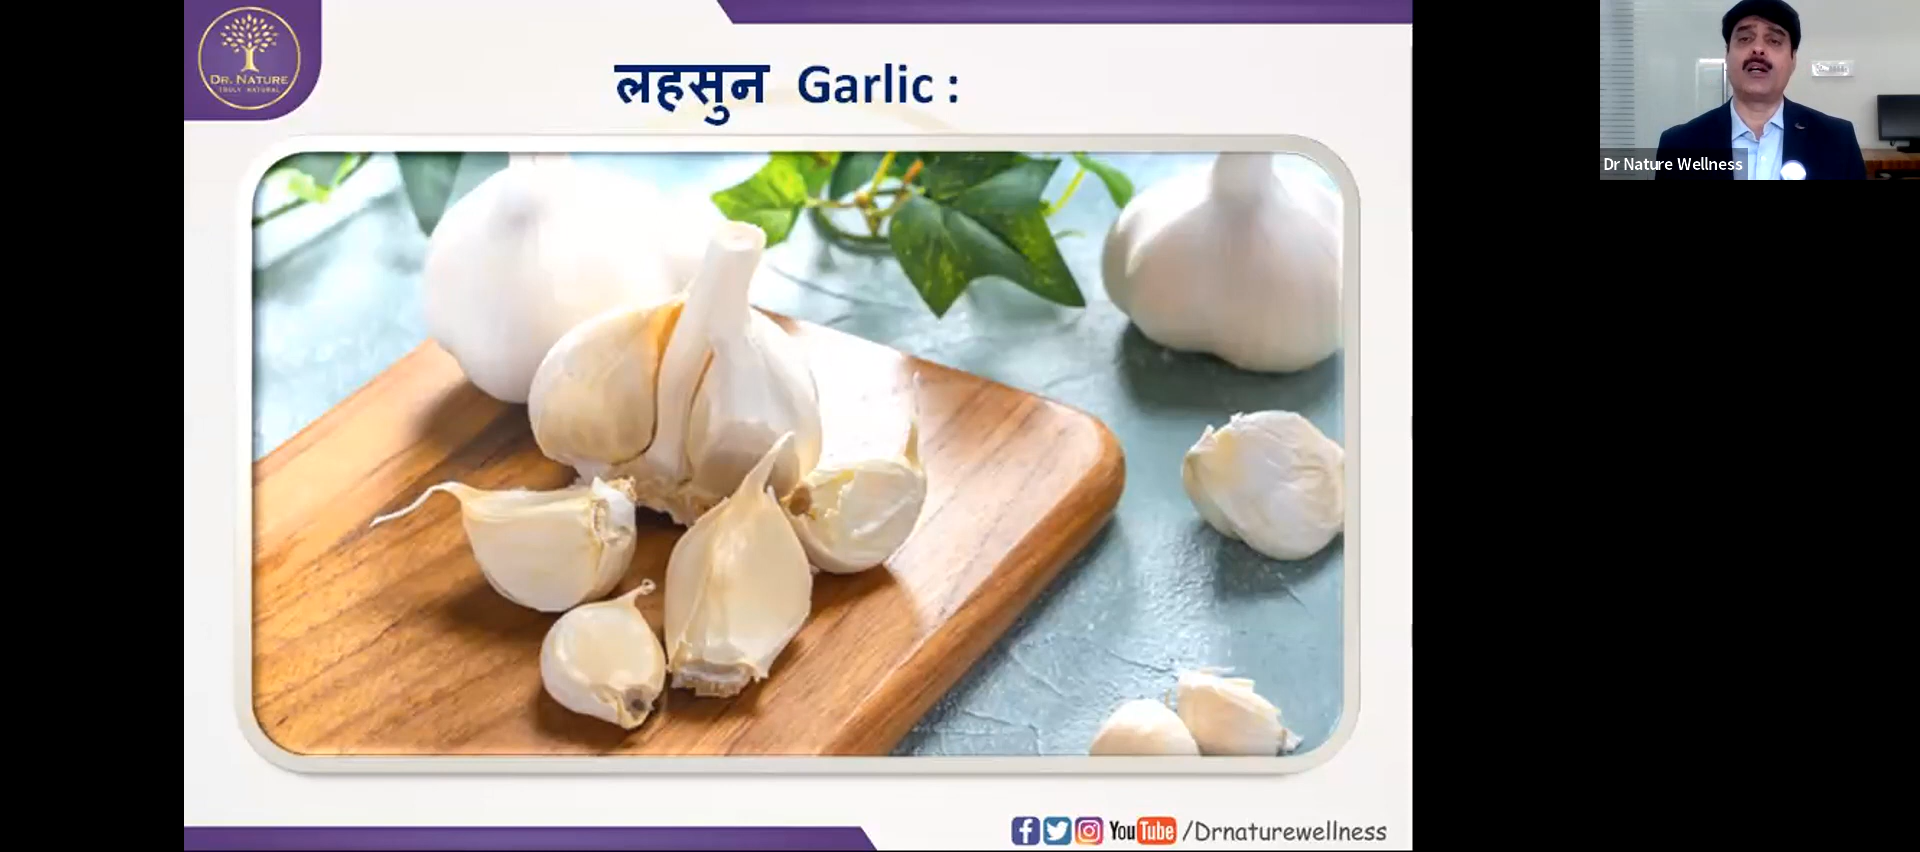 DR. NATURE
TRULY NATURAL
लहसुन Garlic :
Dr Nature Wellness
YouTube /Drnaturewellness